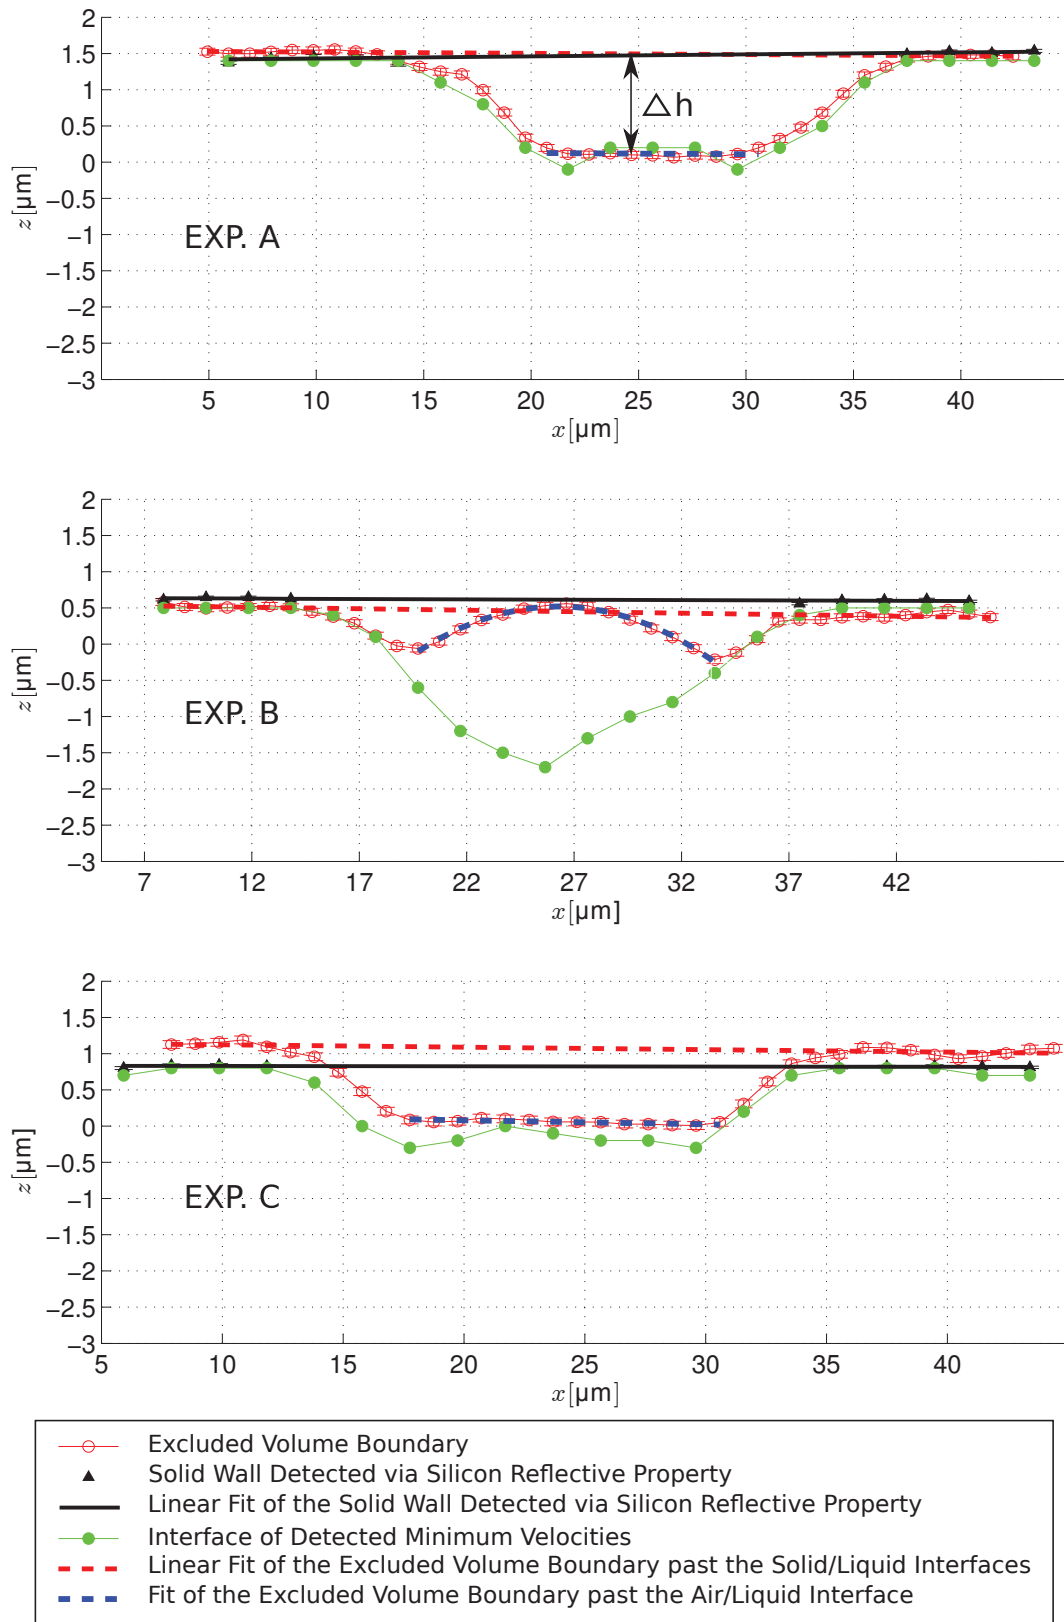 2
1.5
1
0.5
0
−0.5
−1
−1.5
−2
−2.5
−3
z[µm]
△h
EXP. A
5 10 15 20 25 30 35 40
x[µm]
2
1.5
1
0.5
0
−0.5
−1
−1.5
−2
−2.5
−3
z[µm]
EXP. B
7 12 17 22 27 32 37 42
x[µm]
2
1.5
1
0.5
0
−0.5
−1
−1.5
−2
−2.5
−3
z[µm]
EXP. C
5 10 15 20 25 30 35 40
x[µm]
Excluded Volume Boundary
Solid Wall Detected via Silicon Reflective Property
Linear Fit of the Solid Wall Detected via Silicon Reflective Property
Interface of Detected Minimum Velocities
Linear Fit of the Excluded Volume Boundary past the Solid/Liquid Interfaces
Fit of the Excluded Volume Boundary past the Air/Liquid Interface